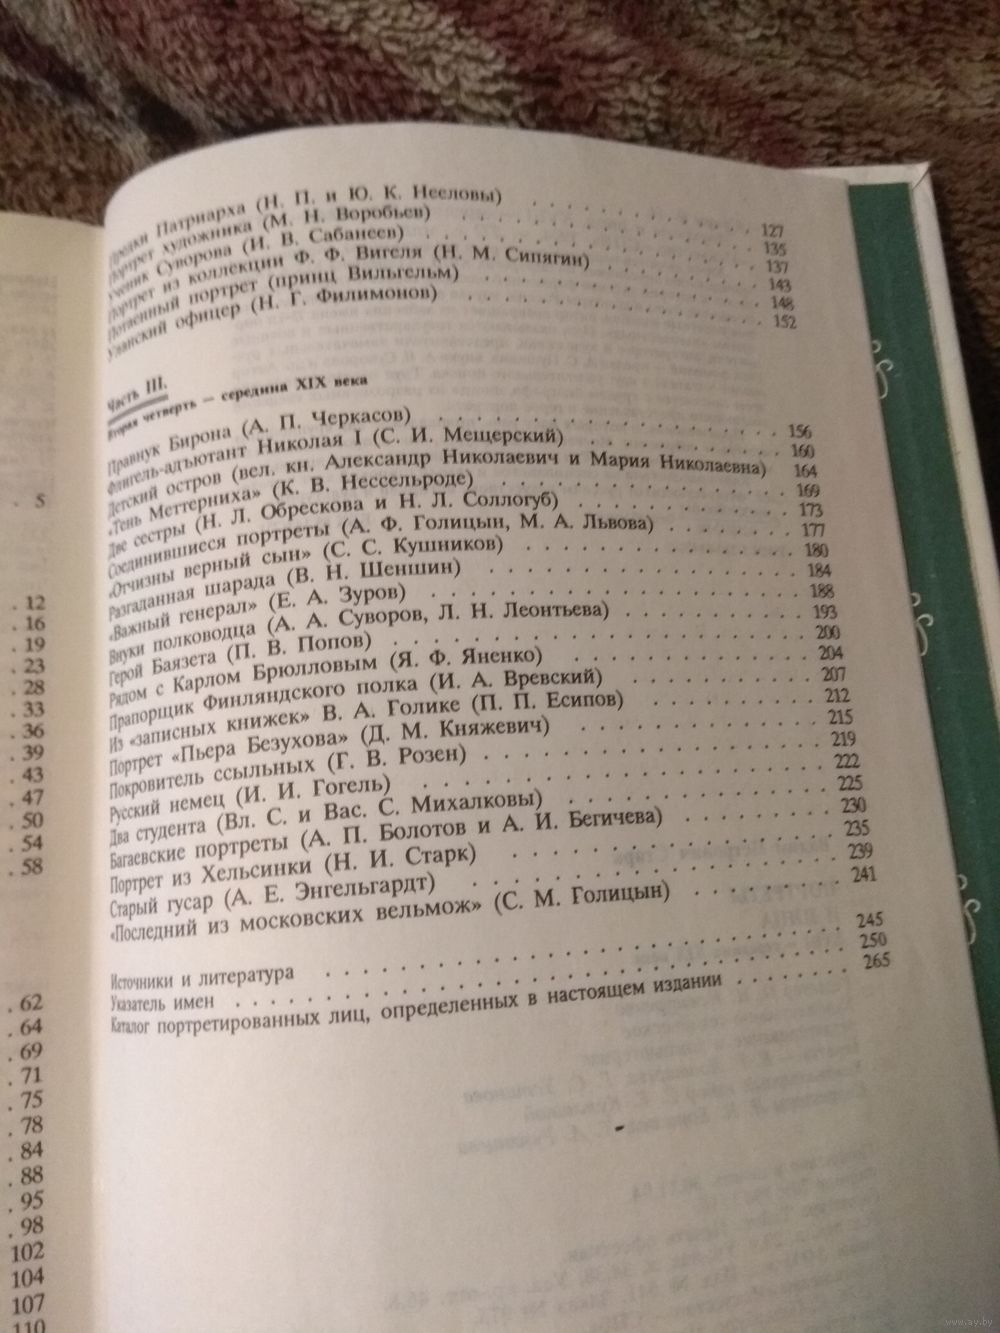 Предки Патриарха (Н. П. и Ю. К. Нееловы) . . . 127
Портрет художника (М. Н. Воробьев) . . . 135
Ученик Суворова (Н. В. Сабанеев) . . . 137
Портрет из коллекции Ф. Ф. Вигеля (Н. М. Сипягин) . . . 143
Потаенный портрет (принц Вильгельм) . . . 148
Уланский офицер (Н. Г. Филимонов) . . . 152
Часть III.
Вторая четверть — середина XIX века
Правнук Бирона (А. П. Черкасов) . . . 156
Флигель-адъютант Николая I (С. И. Мещерский) . . . 160
Детский остров (вел. кн. Александр Николаевич и Мария Николаевна) 164
«Тень Меттерниха» (К. В. Нессельроде) . . . 169
Две сестры (Н. Л. Обрескова и Н. Л. Соллогуб) . . . 173
Соединившиеся портреты (А. Ф. Голицын, М. А. Львова) . . . 177
«Отчизны верный сын» (С. С. Кушников) . . . 180
Разгаданная шарада (В. Н. Шеншин) . . . 184
«Важный генерал» (Е. А. Зуров) . . . 188
Внуки полководца (А. А. Суворов, Л. Н. Леонтьева) . . . 193
Герой Баязета (П. В. Попов) . . . 200
Рядом с Карлом Брюлловым (Я. Ф. Яненко) . . . 204
Прапорщик Финляндского полка (И. А. Вревский) . . . 207
Из «записных книжек» В. А. Голике (П. П. Есипов) . . . 212
Портрет «Пьера Безухова» (Д. М. Княжевич) . . . 215
Покровитель ссыльных (Г. В. Розен) . . . 219
Русский немец (И. И. Гогель) . . . 222
Два студента (Вл. С. и Вас. С. Михалковы) . . . 225
Багаевские портреты (А. П. Болотов и А. И. Бегичева) . . . 230
Портрет из Хельсинки (Н. И. Старк) . . . 235
Старый гусар (А. Е. Энгельгардт) . . . 239
«Последний из московских вельмож» (С. М. Голицын) . . . 241
Источники и литература . . . 245
Указатель имен . . . 250
Каталог портретированных лиц, определенных в настоящем издании . . . 265
. 5
. 12
. 16
. 19
. 23
. 28
. 33
. 36
. 39
. 43
. 47
. 50
. 54
. 58
. 62
. 64
. 69
. 71
. 75
. 78
. 84
. 88
. 95
. 98
102
104
107
110
www.ay.by